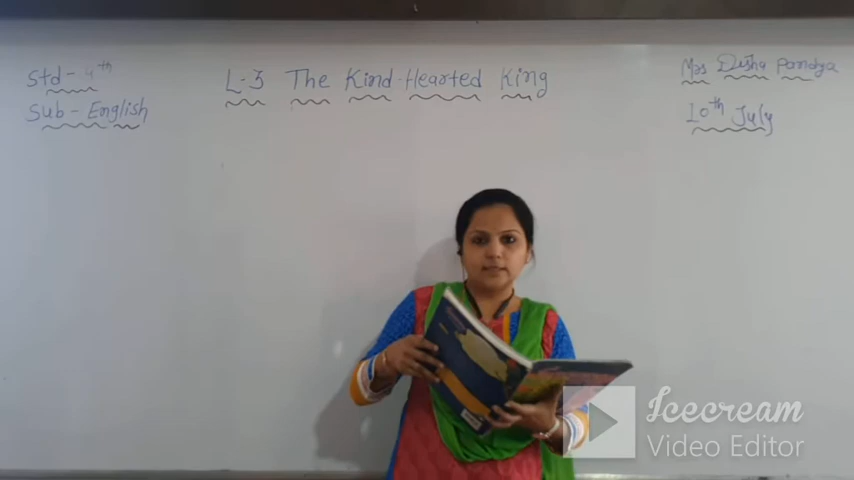 Std - 4th
Sub - English
L-3 The Kind-Hearted King
Mrs Disha Pandya
10th July
Icecream
Video Editor